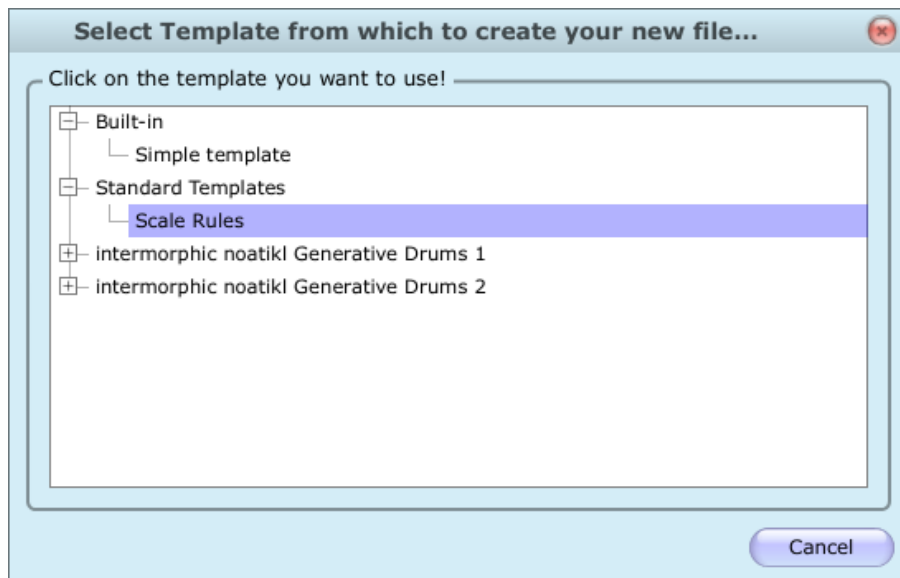 Select Template from which to create your new file...
Click on the template you want to use!
Built-in
Simple template
Standard Templates
Scale Rules
intermorphic noatikl Generative Drums 1
intermorphic noatikl Generative Drums 2
Cancel